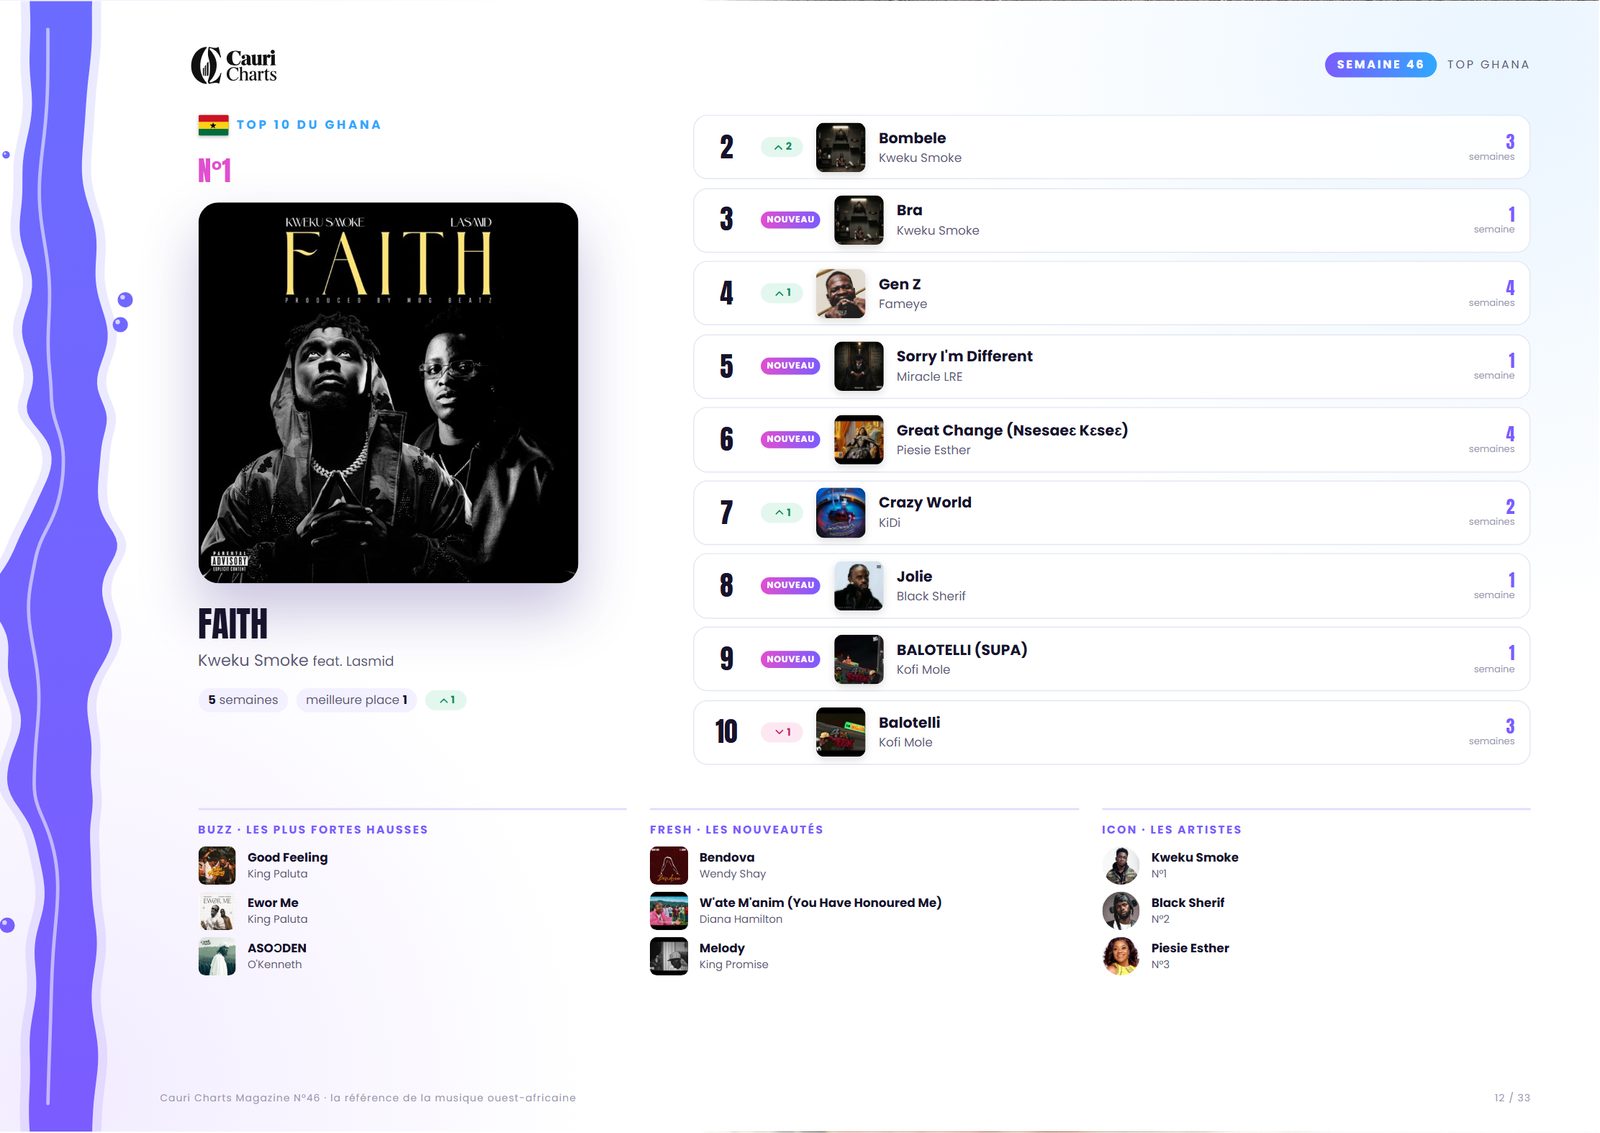 Cauri
Charts
SEMAINE 46
TOP GHANA
TOP 10 DU GHANA
N°1
KWEKU SMOKE
LASMID
FAITH
PRODUCED BY MOG BEATZ
PARENTAL
ADVISORY
EXPLICIT CONTENT
FAITH
Kweku Smoke feat. Lasmid
5 semaines
meilleure place 1
1
2
2
Bombele
Kweku Smoke
3
semaines
3
NOUVEAU
Bra
Kweku Smoke
1
semaine
4
1
Gen Z
Fameye
4
semaines
5
NOUVEAU
Sorry I'm Different
Miracle LRE
1
semaine
6
NOUVEAU
Great Change (Nsesaeɛ Kɛseɛ)
Piesie Esther
4
semaines
7
1
Crazy World
KiDi
2
semaines
8
NOUVEAU
Jolie
Black Sherif
1
semaine
9
NOUVEAU
BALOTELLI (SUPA)
Kofi Mole
1
semaine
10
1
Balotelli
Kofi Mole
3
semaines
BUZZ · LES PLUS FORTES HAUSSES
Good Feeling
King Paluta
EWOR ME
Ewor Me
King Paluta
ASOƆDEN
O'Kenneth
FRESH · LES NOUVEAUTÉS
Bendova
Wendy Shay
W'ate M'anim (You Have Honoured Me)
Diana Hamilton
Melody
King Promise
ICON · LES ARTISTES
Kweku Smoke
N°1
Black Sherif
N°2
Piesie Esther
N°3
Cauri Charts Magazine N°46 · la référence de la musique ouest-africaine
12 / 33